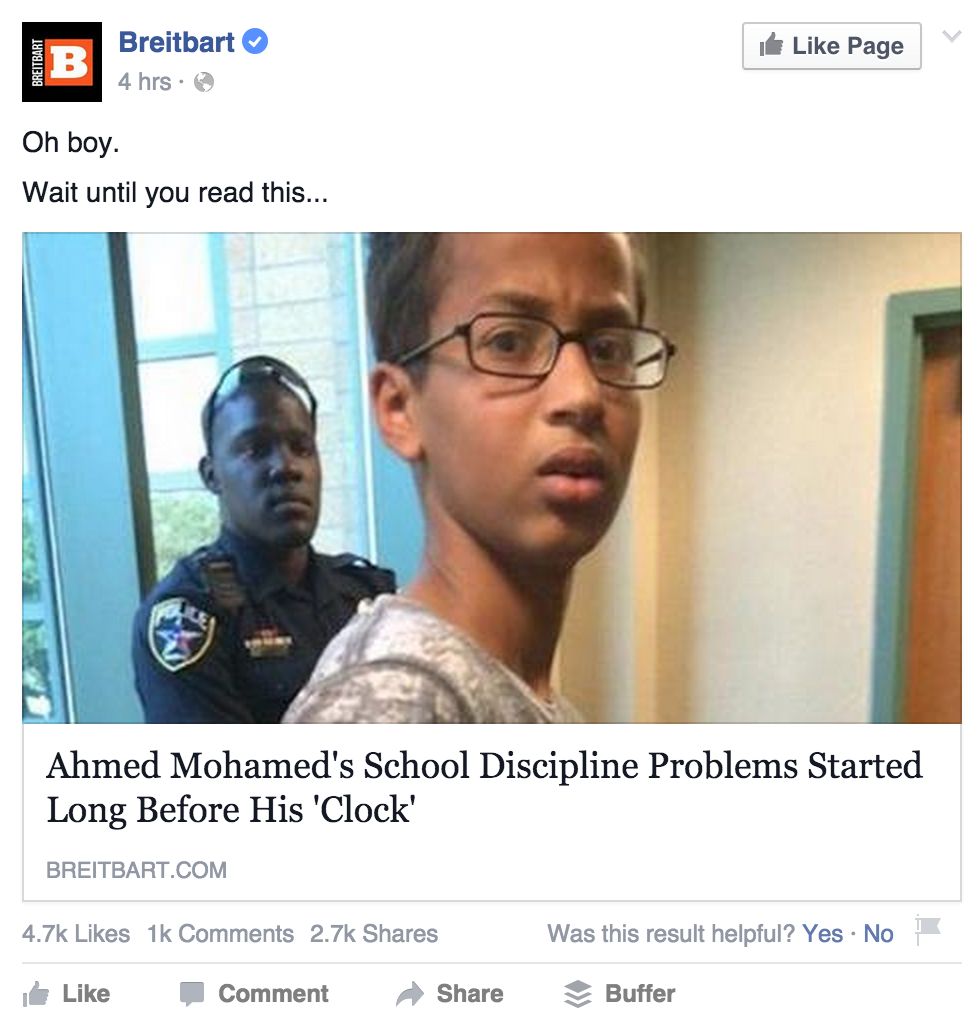 BREITBART
B
Breitbart
4 hrs ·
Like Page
Oh boy.
Wait until you read this...
POLICE
Ahmed Mohamed's School Discipline Problems Started
Long Before His 'Clock'
BREITBART.COM
4.7k Likes 1k Comments 2.7k Shares
Was this result helpful? Yes · No
Like Comment Share Buffer